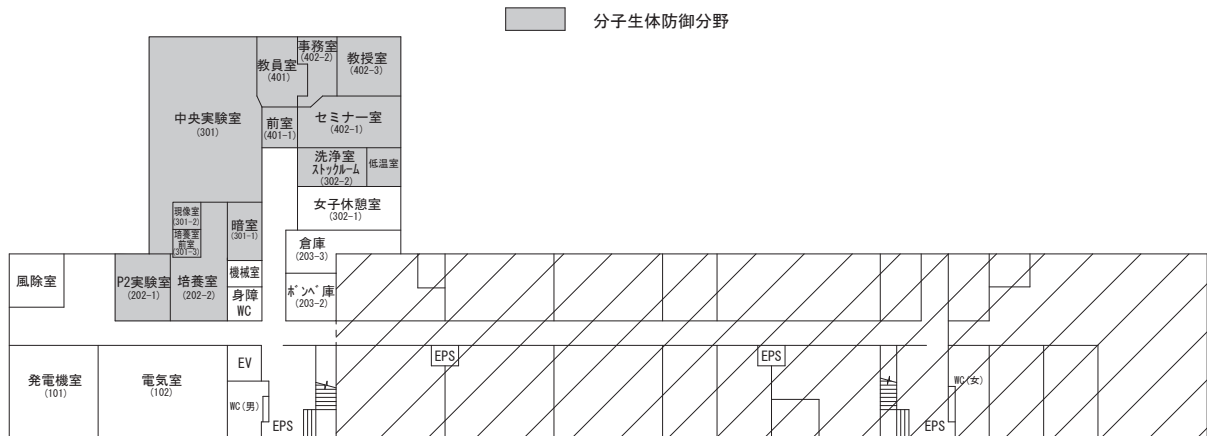 分子生体防御分野
事務室
(402-2)
教員室
(401)
教授室
(402-3)
中央実験室
(301)
前室
(401-1)
セミナー室
(402-1)
洗浄室
ストックルーム
(302-2)
低温室
女子休憩室
(302-1)
現像室
(301-2)
培養室
前室
(301-3)
暗室
(301-1)
倉庫
(203-3)
風除室
P2実験室
(202-1)
培養室
(202-2)
機械室
身障
WC
ボンベ庫
(203-2)
発電機室
(101)
電気室
(102)
EV
WC(男)
EPS
EPS
EPS
WC(女)
EPS